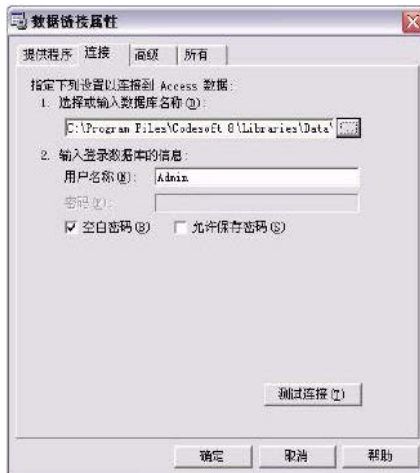 数据链接属性
提供程序 连接 高级 所有
指定下列设置以连接到 Access 数据:
1. 选择或输入数据库名称(D):
C:\Program Files\Codesoft 8\Libraries\Data\ ...
2. 输入登录数据库的信息:
用户名称(N): Admin
密码(P):
空白密码(B) 允许保存密码(S)
测试连接(T)
确定 取消 帮助